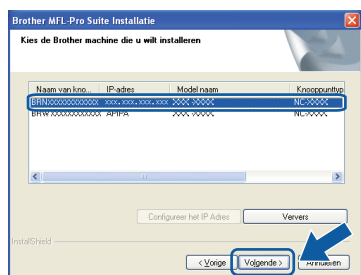 Brother MFL-Pro Suite Installatie
Kies de Brother machine die u wilt installeren
Naam van kno... IP-adres Model naam Knooppunttyp
BRNXXXXXXXXXXXX XXX.XXX.XXX.XXX XXX-XXXX NC-XXXX
BRWXXXXXXXXXXXX APIPA XXX-XXXX NC-XXXX
Configureer het IP Adres Ververs
InstallShield
< Vorige Volgende > Annuleren